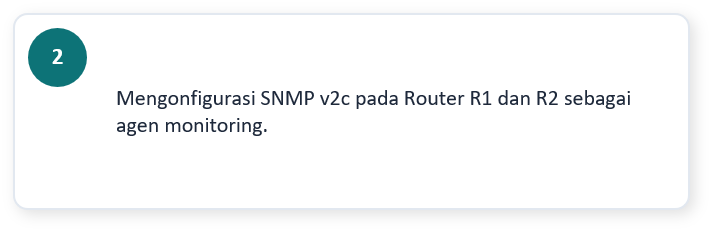 2
Mengonfigurasi SNMP v2c pada Router R1 dan R2 sebagai
agen monitoring.